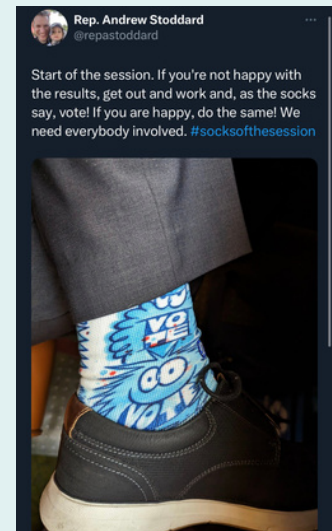 Rep. Andrew Stoddard
@repastoddard
Start of the session. If you're not happy with
the results, get out and work and, as the socks
say, vote! If you are happy, do the same! We
need everybody involved. #socksofthesession
VO
TE
VOTE